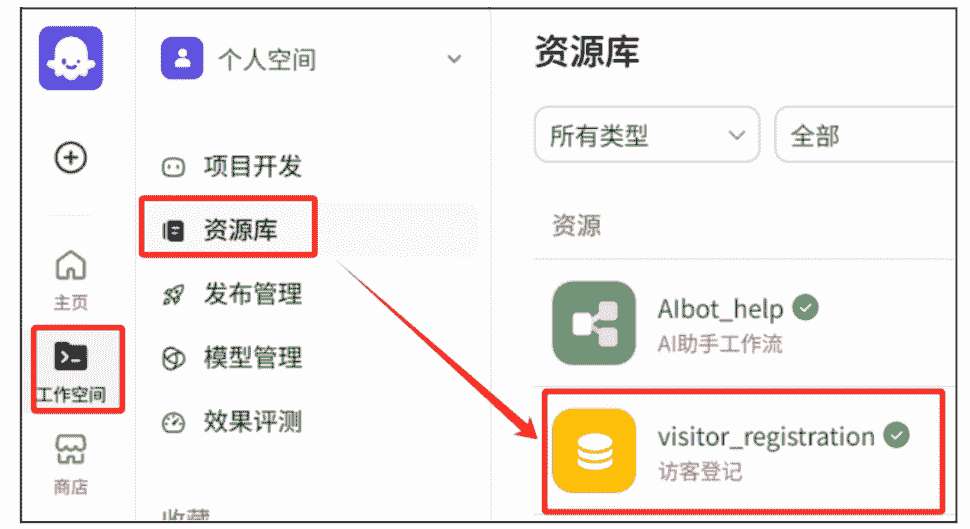 个人空间
项目开发
资源库
发布管理
模型管理
效果评测
收藏
主页
工作空间
商店
资源库
所有类型
全部
资源
AIbot_help
AI助手工作流
visitor_registration
访客登记